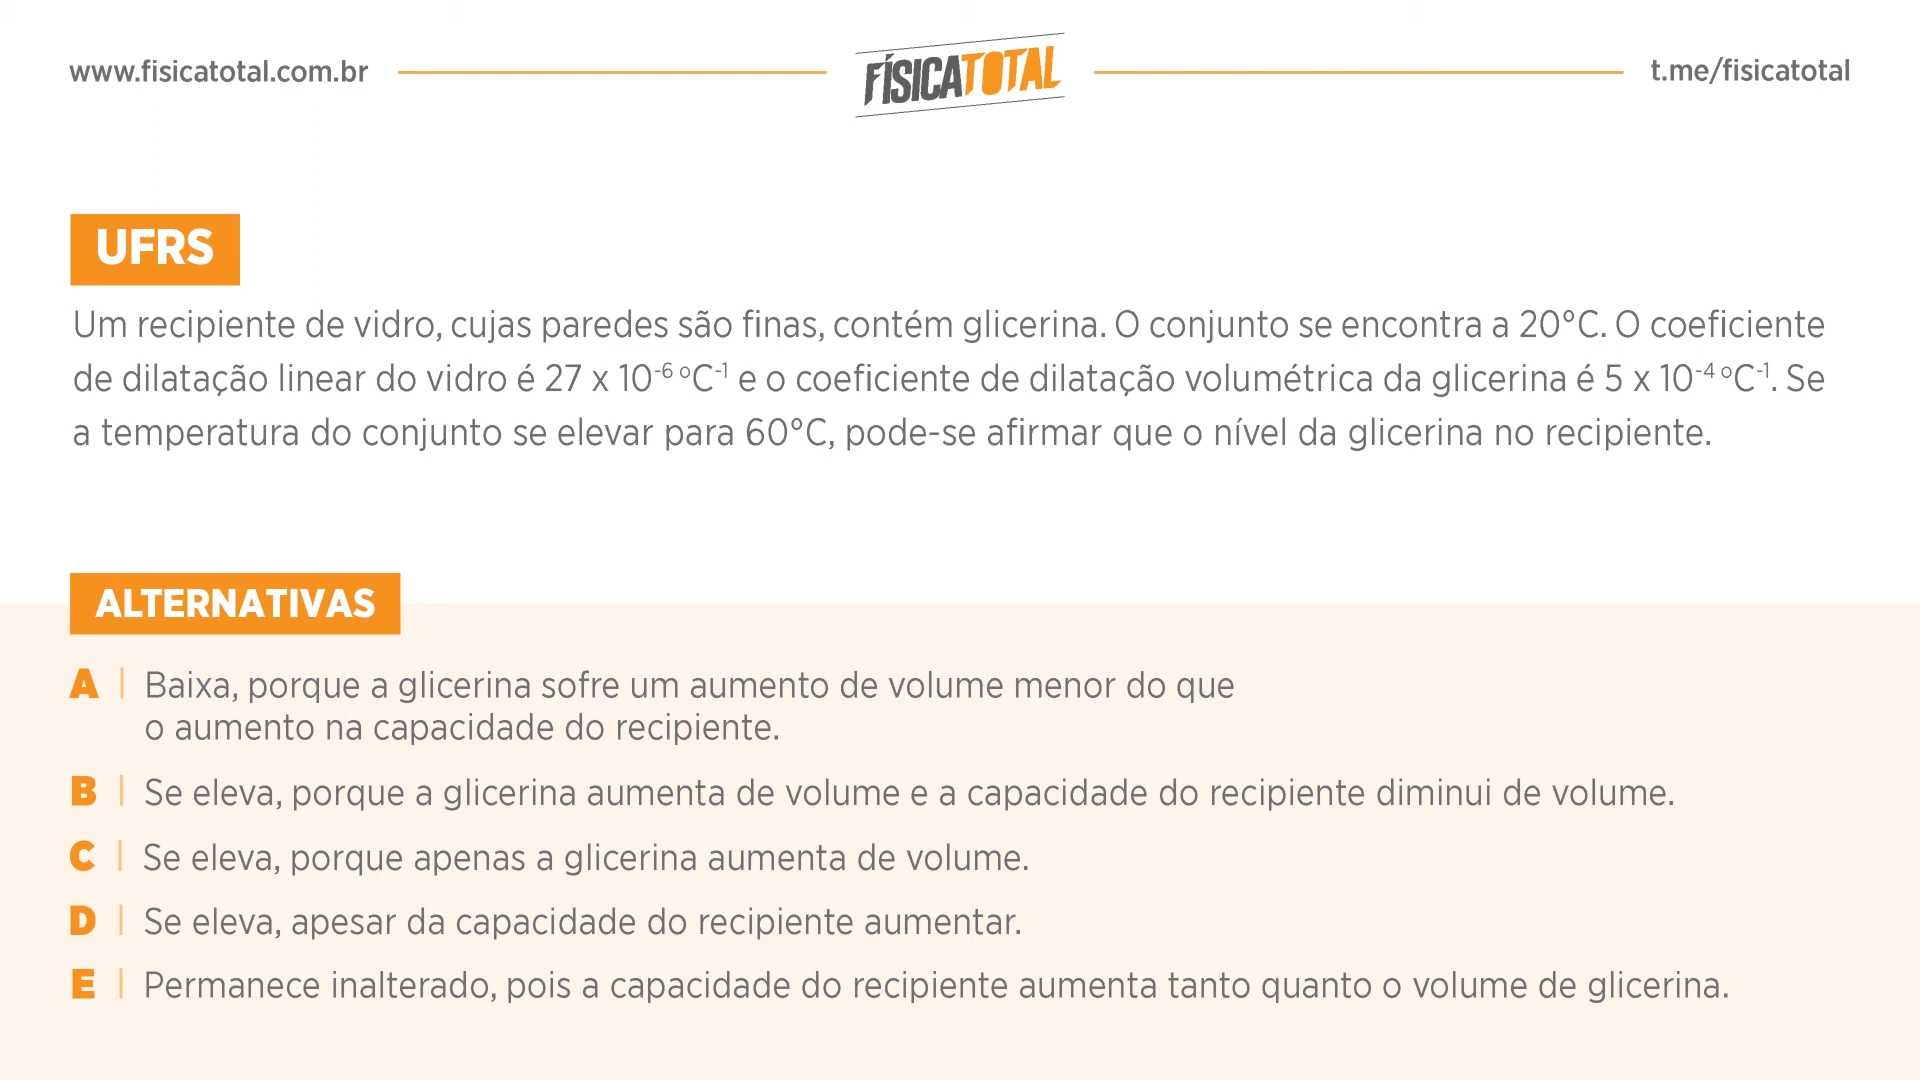 www.fisicatotal.com.br
FÍSICATOTAL
t.me/fisicatotal
UFRS
Um recipiente de vidro, cujas paredes são finas, contém glicerina. O conjunto se encontra a 20°C. O coeficiente
de dilatação linear do vidro é 27 x 10⁻⁶ ºC⁻¹ e o coeficiente de dilatação volumétrica da glicerina é 5 x 10⁻⁴ ºC⁻¹. Se
a temperatura do conjunto se elevar para 60°C, pode-se afirmar que o nível da glicerina no recipiente.
ALTERNATIVAS
A | Baixa, porque a glicerina sofre um aumento de volume menor do que
o aumento na capacidade do recipiente.
B | Se eleva, porque a glicerina aumenta de volume e a capacidade do recipiente diminui de volume.
C | Se eleva, porque apenas a glicerina aumenta de volume.
D | Se eleva, apesar da capacidade do recipiente aumentar.
E | Permanece inalterado, pois a capacidade do recipiente aumenta tanto quanto o volume de glicerina.